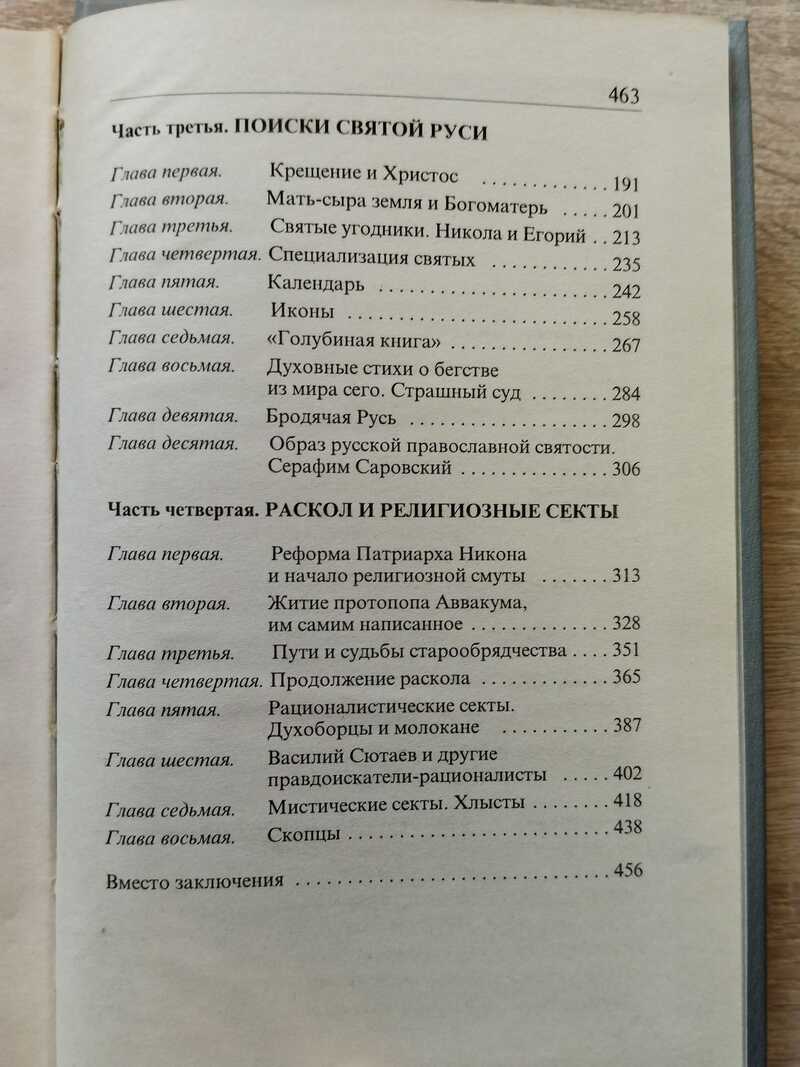 463
Часть третья. ПОИСКИ СВЯТОЙ РУСИ
Глава первая. Крещение и Христос ............ 191
Глава вторая. Мать-сыра земля и Богоматерь ..... 201
Глава третья. Святые угодники. Никола и Егорий .. 213
Глава четвертая. Специализация святых ........... 235
Глава пятая. Календарь ...................... 242
Глава шестая. Иконы ......................... 258
Глава седьмая. «Голубиная книга» ............... 267
Глава восьмая. Духовные стихи о бегстве
из мира сего. Страшный суд ........ 284
Глава девятая. Бродячая Русь ................... 298
Глава десятая. Образ русской православной святости.
Серафим Саровский .............. 306
Часть четвертая. РАСКОЛ И РЕЛИГИОЗНЫЕ СЕКТЫ
Глава первая. Реформа Патриарха Никона
и начало религиозной смуты ....... 313
Глава вторая. Житие протопопа Аввакума,
им самим написанное .............. 328
Глава третья. Пути и судьбы старообрядчества .... 351
Глава четвертая. Продолжение раскола ............. 365
Глава пятая. Рационалистические секты.
Духоборцы и молокане ........... 387
Глава шестая. Василий Сютаев и другие
правдоискатели-рационалисты ..... 402
Глава седьмая. Мистические секты. Хлысты ........ 418
Глава восьмая. Скопцы .......................... 438
Вместо заключения ............................... 456